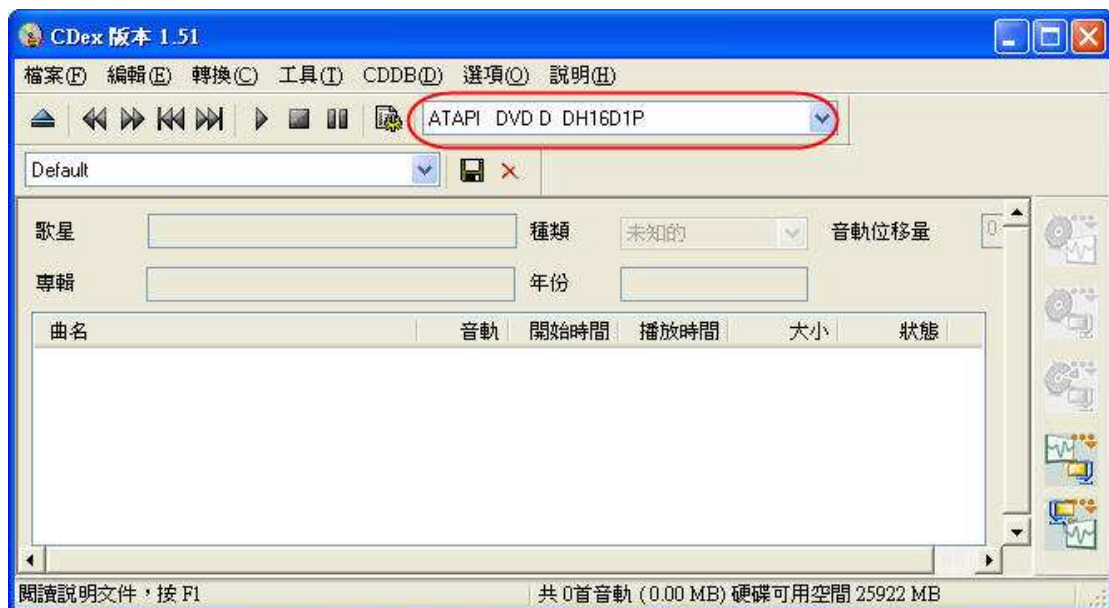 CDex 版本 1.51
檔案(F) 編輯(E) 轉換(C) 工具(T) CDDB(D) 選項(O) 說明(H)
ATAPI DVD D DH16D1P
Default
歌星 種類 未知的 音軌位移量 0
專輯 年份
曲名 音軌 開始時間 播放時間 大小 狀態
閱讀說明文件，按 F1 共 0首音軌 (0.00 MB) 硬碟可用空間 25922 MB